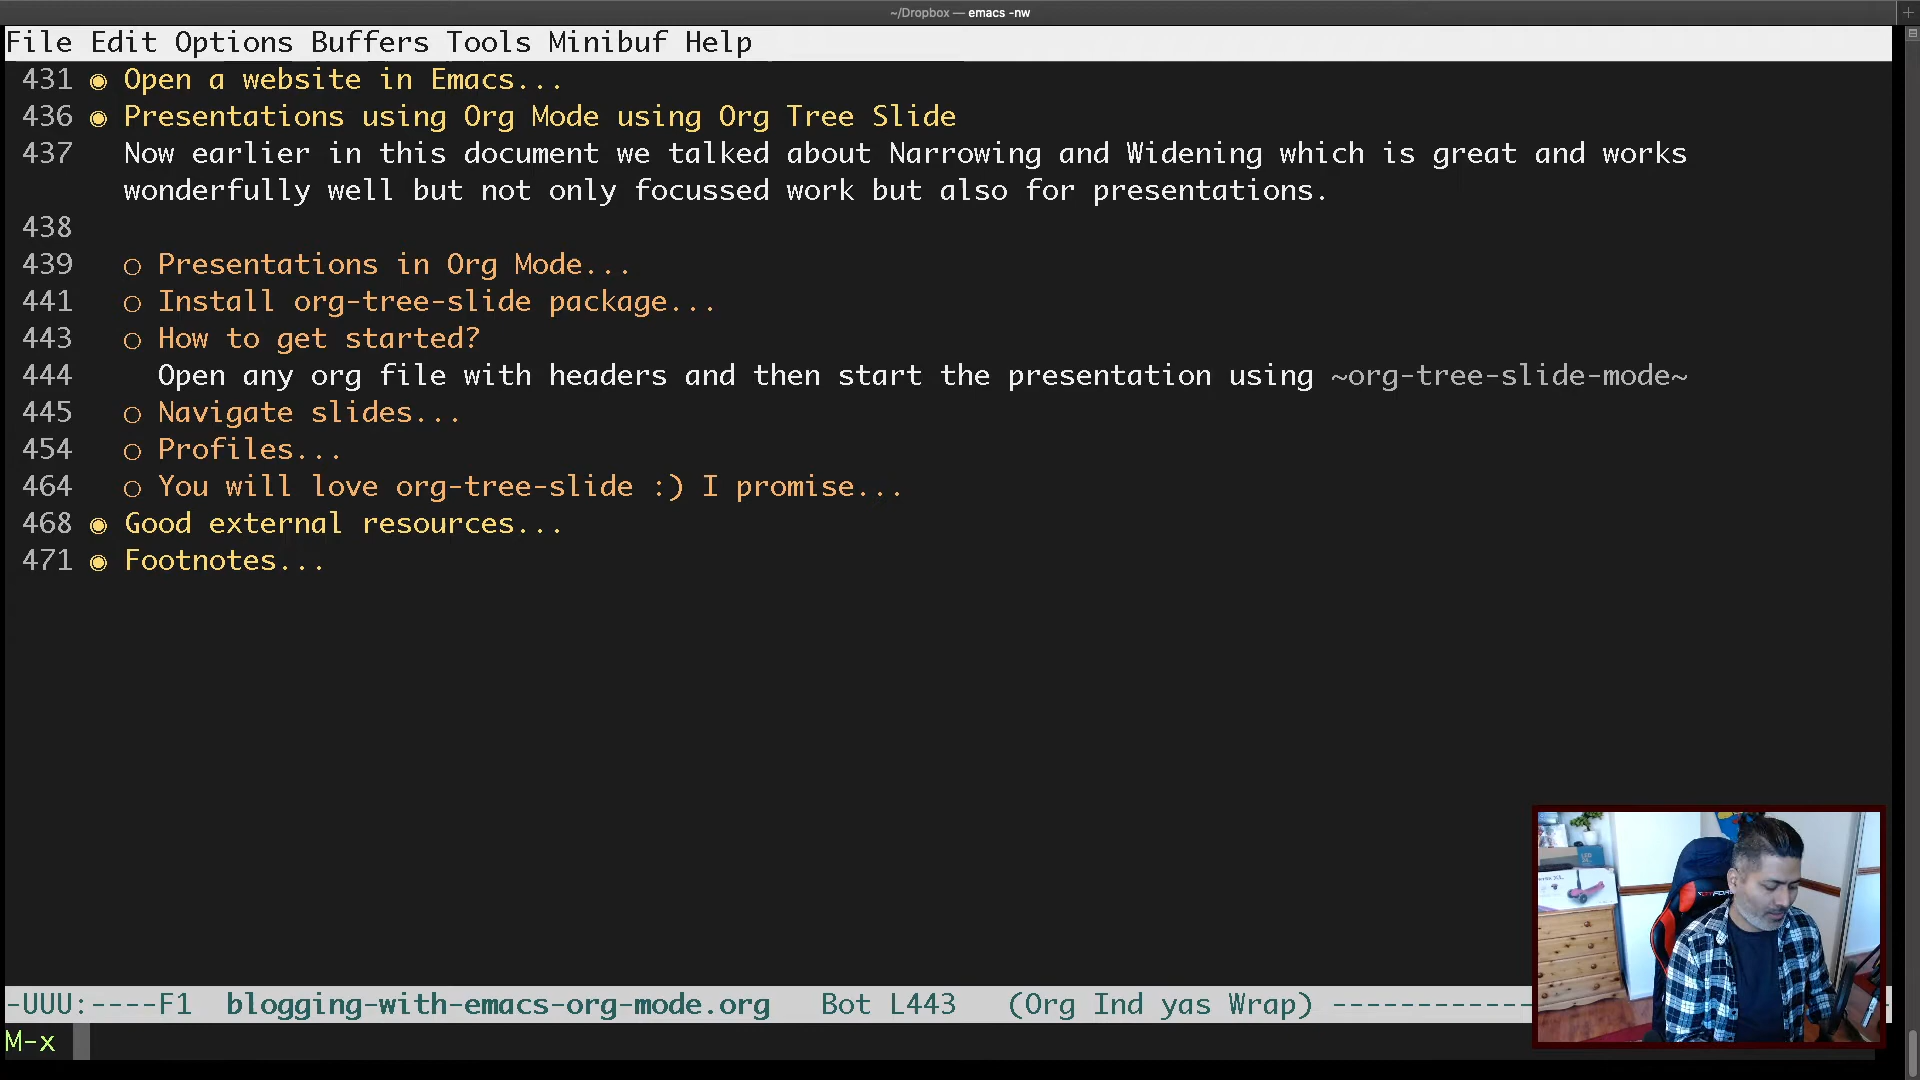 ~/Dropbox — emacs -nw
File Edit Options Buffers Tools Minibuf Help
431 ◉ Open a website in Emacs...
436 ◉ Presentations using Org Mode using Org Tree Slide
437 Now earlier in this document we talked about Narrowing and Widening which is great and works
wonderfully well but not only focussed work but also for presentations.
438
439 ○ Presentations in Org Mode...
441 ○ Install org-tree-slide package...
443 ○ How to get started?
444 Open any org file with headers and then start the presentation using ~org-tree-slide-mode~
445 ○ Navigate slides...
454 ○ Profiles...
464 ○ You will love org-tree-slide :) I promise...
468 ◉ Good external resources...
471 ◉ Footnotes...
-UUU:----F1 blogging-with-emacs-org-mode.org Bot L443 (Org Ind yas Wrap) -----------
M-x